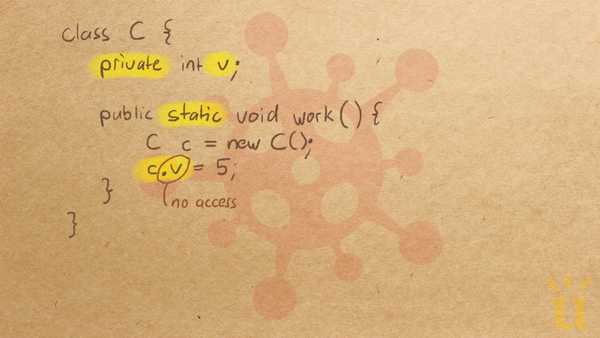 class C {
private int v;
public static void work() {
C c = new C();
c.v = 5;
no access
}
}